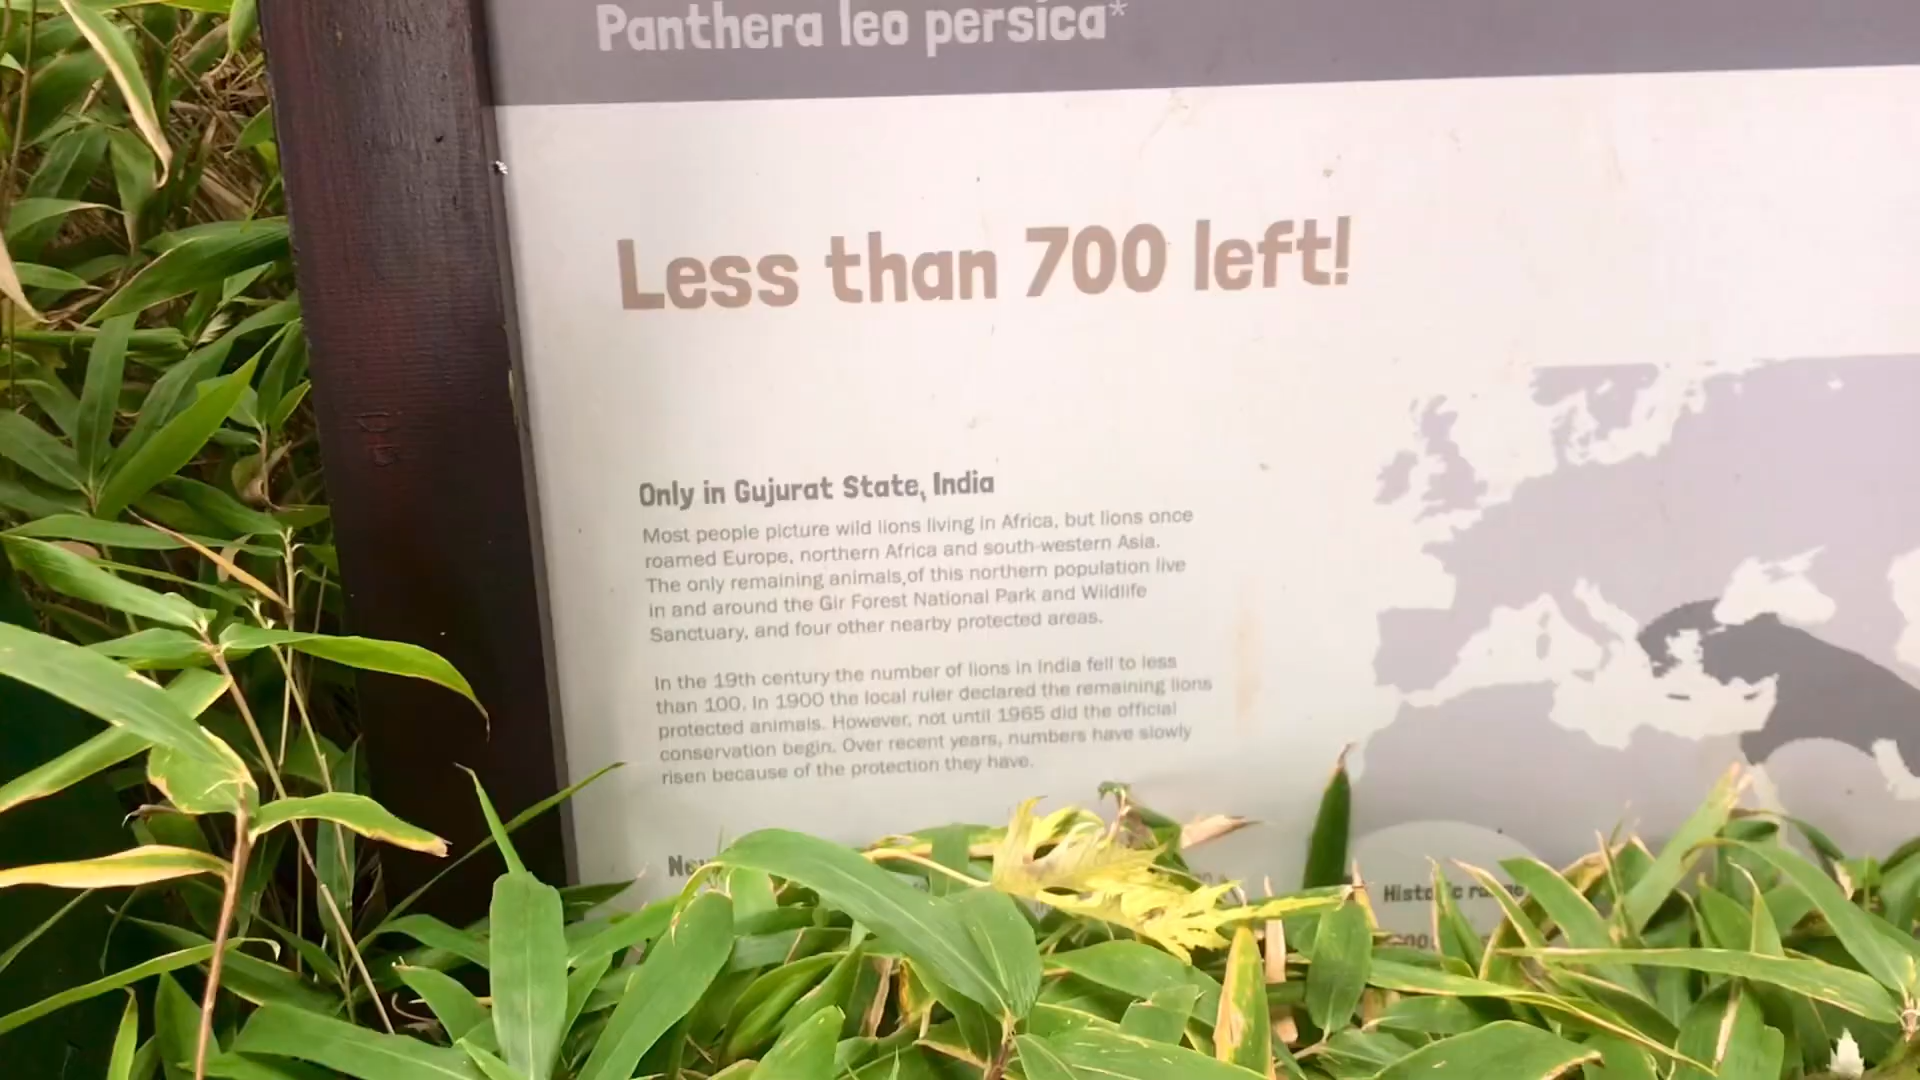 Panthera leo persica*
Less than 700 left!
Only in Gujurat State, India
Most people picture wild lions living in Africa, but lions once
roamed Europe, northern Africa and south-western Asia.
The only remaining animals of this northern population live
in and around the Gir Forest National Park and Wildlife
Sanctuary, and four other nearby protected areas.
In the 19th century the number of lions in India fell to less
than 100. In 1900 the local ruler declared the remaining lions
protected animals. However, not until 1965 did the official
conservation begin. Over recent years, numbers have slowly
risen because of the protection they have.
Historic range